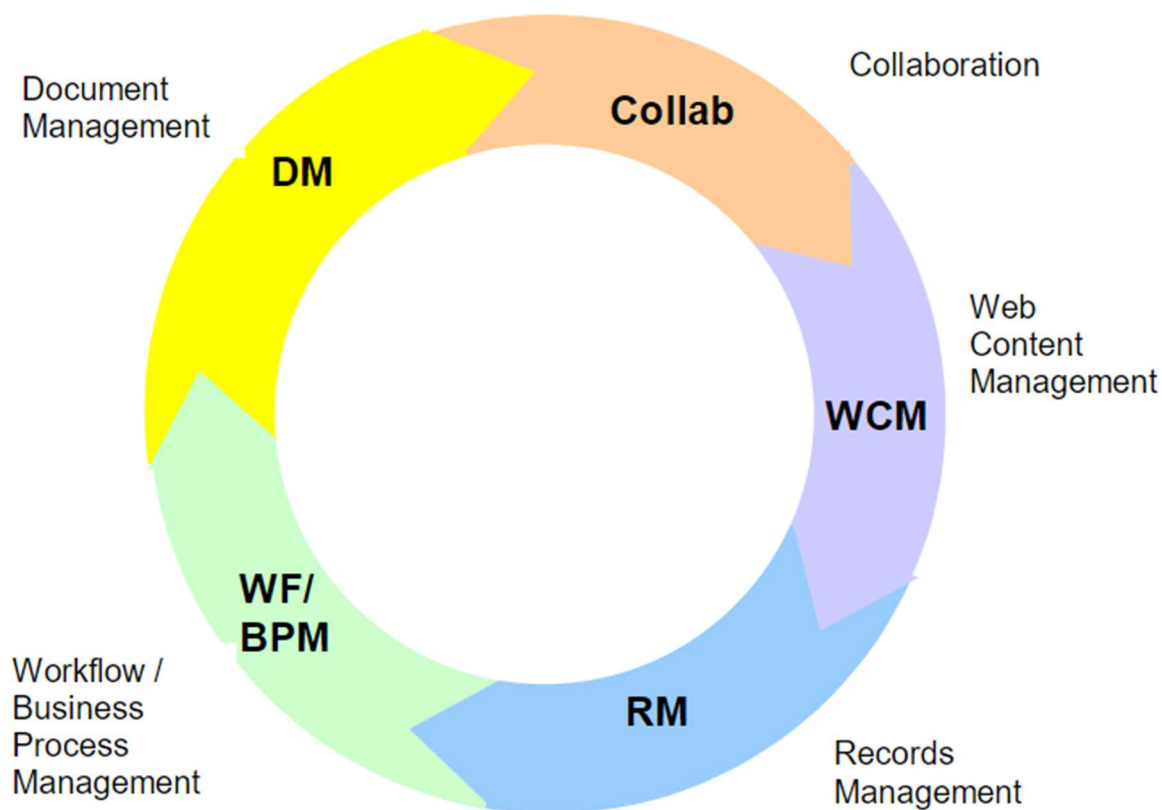 Document
Management
DM
Collab
Collaboration
Web
Content
Management
WCM
RM
Records
Management
WF/
BPM
Workflow /
Business
Process
Management